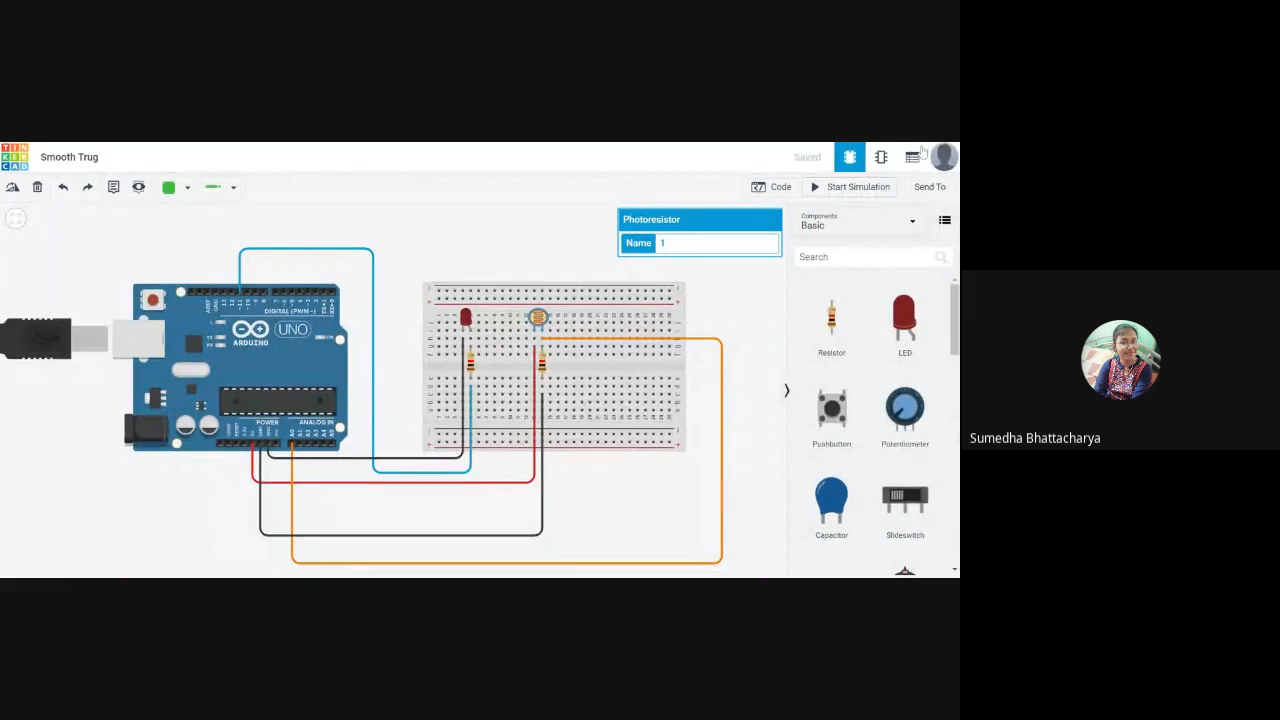 TIN
KER
CAD
Smooth Trug
Saved
Code
Start Simulation
Send To
Photoresistor
Name 1
Components
Basic
Search
Resistor
LED
Pushbutton
Potentiometer
Capacitor
Slideswitch
DIGITAL (PWM~)
UNO
ARDUINO
POWER
ANALOG IN
Sumedha Bhattacharya